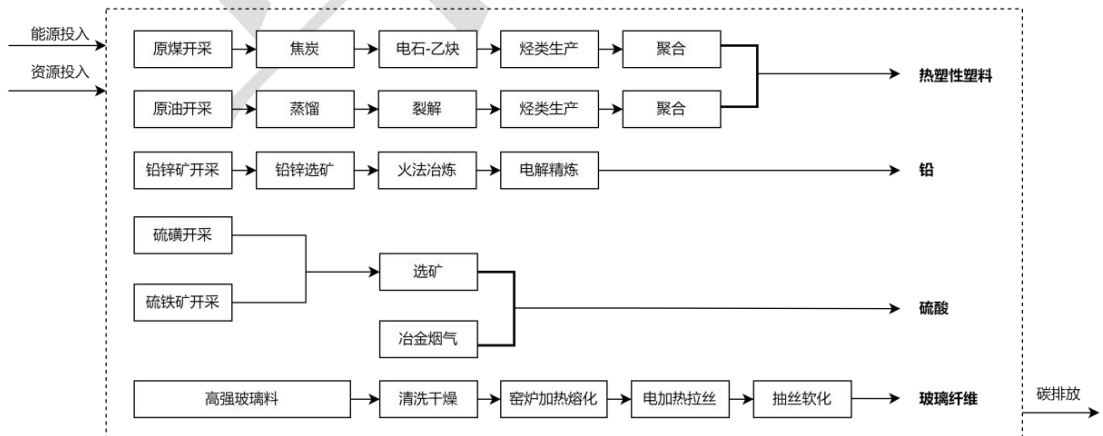 能源投入
资源投入
原煤开采
焦炭
电石-乙炔
烃类生产
聚合
热塑性塑料
原油开采
蒸馏
裂解
烃类生产
聚合
铅锌矿开采
铅锌选矿
火法冶炼
电解精炼
铅
硫磺开采
选矿
硫铁矿开采
硫酸
冶金烟气
高强玻璃料
清洗干燥
窑炉加热熔化
电加热拉丝
抽丝软化
玻璃纤维
碳排放